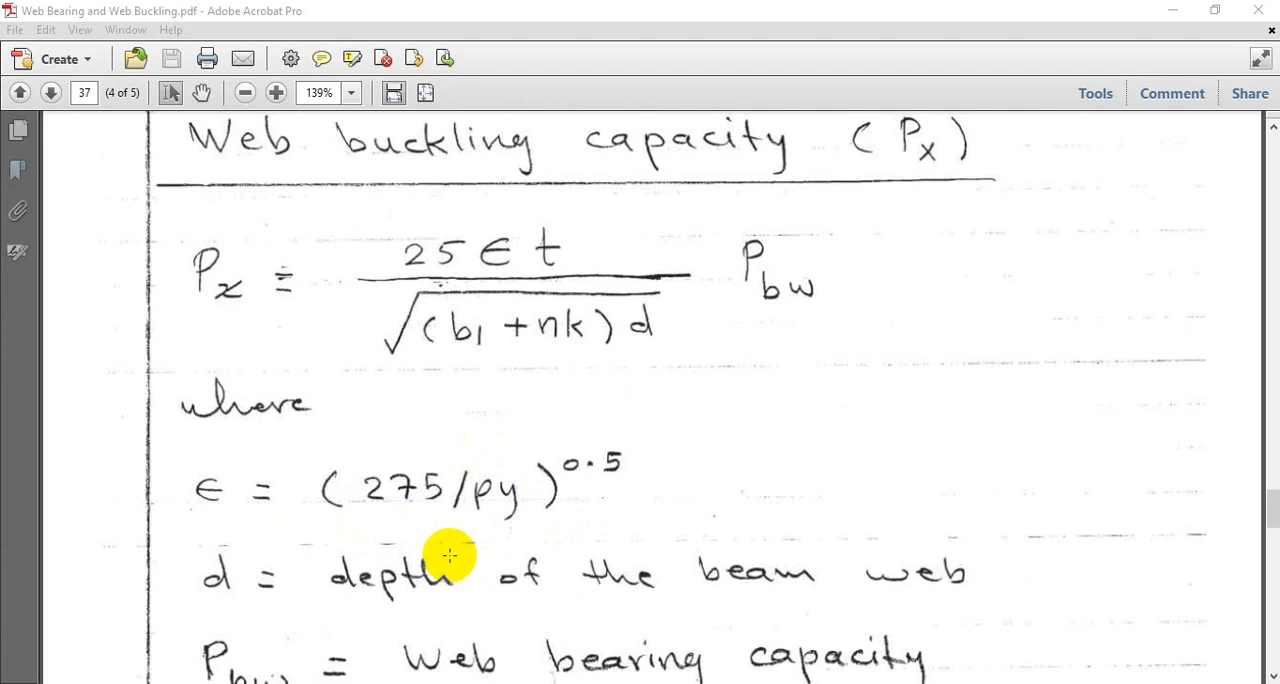 Web Bearing and Web Buckling.pdf - Adobe Acrobat Pro
File Edit View Window Help
Create
37 (4 of 5) 139% Tools Comment Share
Web buckling capacity (Px)
Px = 25 ϵ t / √(b1 + nk) d Pbw
where
ϵ = (275/py)^0.5
d = depth of the beam web
Pbw = Web bearing capacity